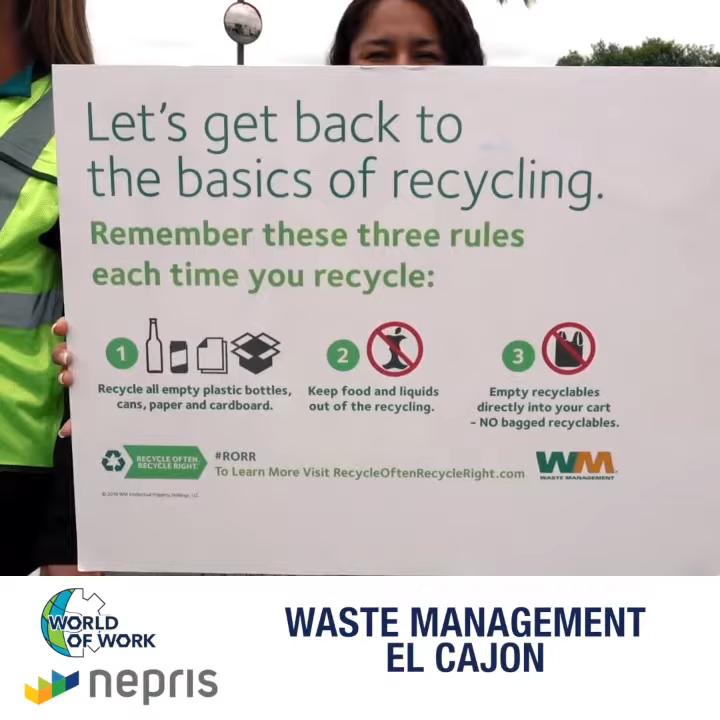 Let's get back to
the basics of recycling.
Remember these three rules
each time you recycle:
1
Recycle all empty plastic bottles,
cans, paper and cardboard.
2
Keep food and liquids
out of the recycling.
3
Empty recyclables
directly into your cart
– NO bagged recyclables.
RECYCLE OFTEN.
RECYCLE RIGHT.
#RORR
To Learn More Visit RecycleOftenRecycleRight.com
WM
WASTE MANAGEMENT
WORLD
OF WORK
nepris
WASTE MANAGEMENT
EL CAJON